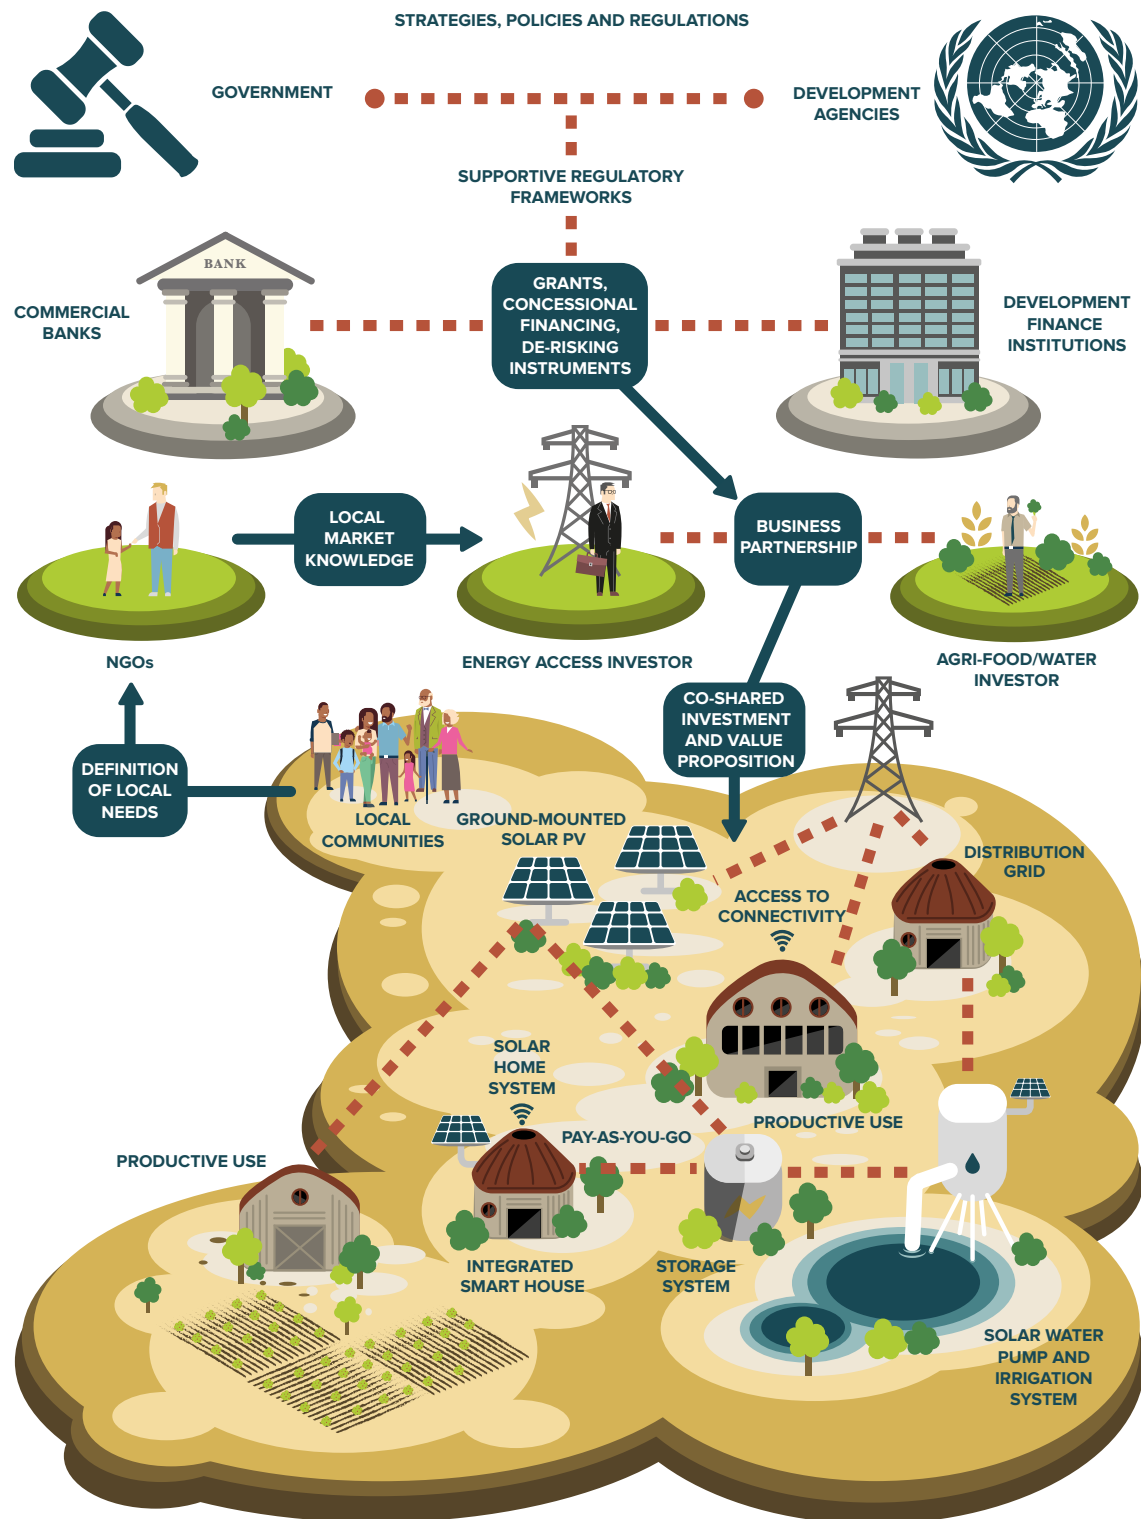 STRATEGIES, POLICIES AND REGULATIONS
GOVERNMENT
DEVELOPMENT
AGENCIES
SUPPORTIVE REGULATORY
FRAMEWORKS
BANK
COMMERCIAL
BANKS
GRANTS,
CONCESSIONAL
FINANCING,
DE-RISKING
INSTRUMENTS
DEVELOPMENT
FINANCE
INSTITUTIONS
LOCAL
MARKET
KNOWLEDGE
BUSINESS
PARTNERSHIP
NGOs
ENERGY ACCESS INVESTOR
AGRI-FOOD/WATER
INVESTOR
CO-SHARED
INVESTMENT
AND VALUE
PROPOSITION
DEFINITION
OF LOCAL
NEEDS
LOCAL
COMMUNITIES
GROUND-MOUNTED
SOLAR PV
DISTRIBUTION
GRID
ACCESS TO
CONNECTIVITY
SOLAR
HOME
SYSTEM
PAY-AS-YOU-GO
PRODUCTIVE USE
PRODUCTIVE USE
INTEGRATED
SMART HOUSE
STORAGE
SYSTEM
SOLAR WATER
PUMP AND
IRRIGATION
SYSTEM